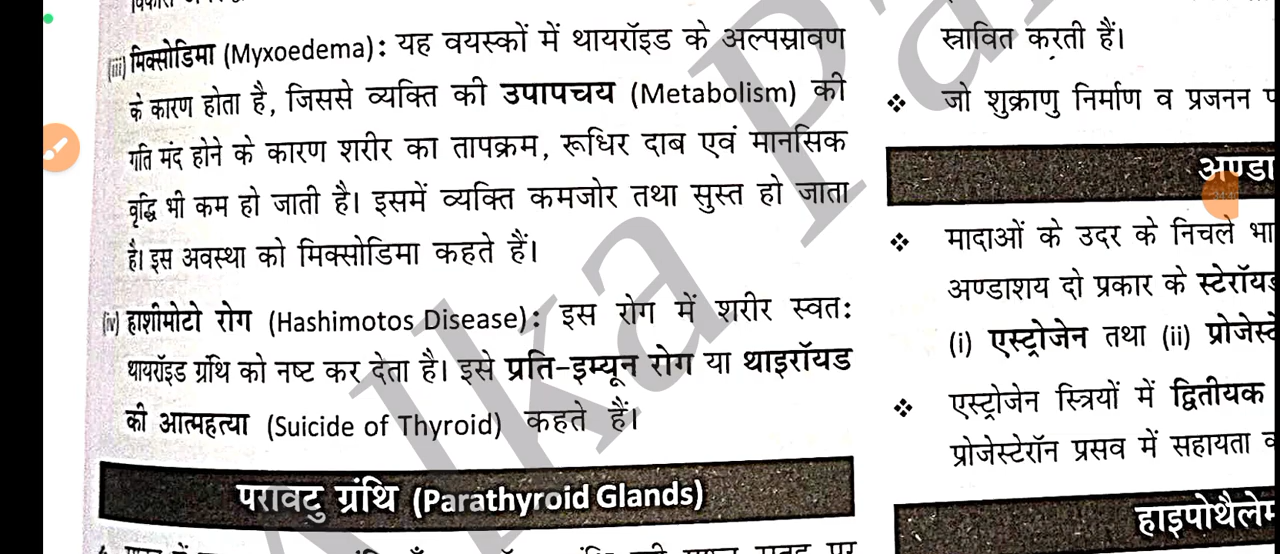 (iii) मिक्सोडिमा (Myxoedema): यह वयस्कों में थायरॉइड के अल्पस्रावण
के कारण होता है, जिससे व्यक्ति की उपापचय (Metabolism) की
गति मंद होने के कारण शरीर का तापक्रम, रूधिर दाब एवं मानसिक
वृद्धि भी कम हो जाती है। इसमें व्यक्ति कमजोर तथा सुस्त हो जाता
है। इस अवस्था को मिक्सोडिमा कहते हैं।
(iv) हाशीमोटो रोग (Hashimotos Disease): इस रोग में शरीर स्वतः
थायरॉइड ग्रंथि को नष्ट कर देता है। इसे प्रति-इम्यून रोग या थाइरॉयड
की आत्महत्या (Suicide of Thyroid) कहते हैं।
परावटु ग्रंथि (Parathyroid Glands)
स्रावित करती हैं।
❖ जो शुक्राणु निर्माण व प्रजनन
अण्डा
❖ मादाओं के उदर के निचले भा
अण्डाशय दो प्रकार के स्टेरॉय
(i) एस्ट्रोजेन तथा (ii) प्रोजेस्
❖ एस्ट्रोजेन स्त्रियों में द्वितीयक
प्रोजेस्टेरॉन प्रसव में सहायता
हाइपोथैलेम
Alka Pa